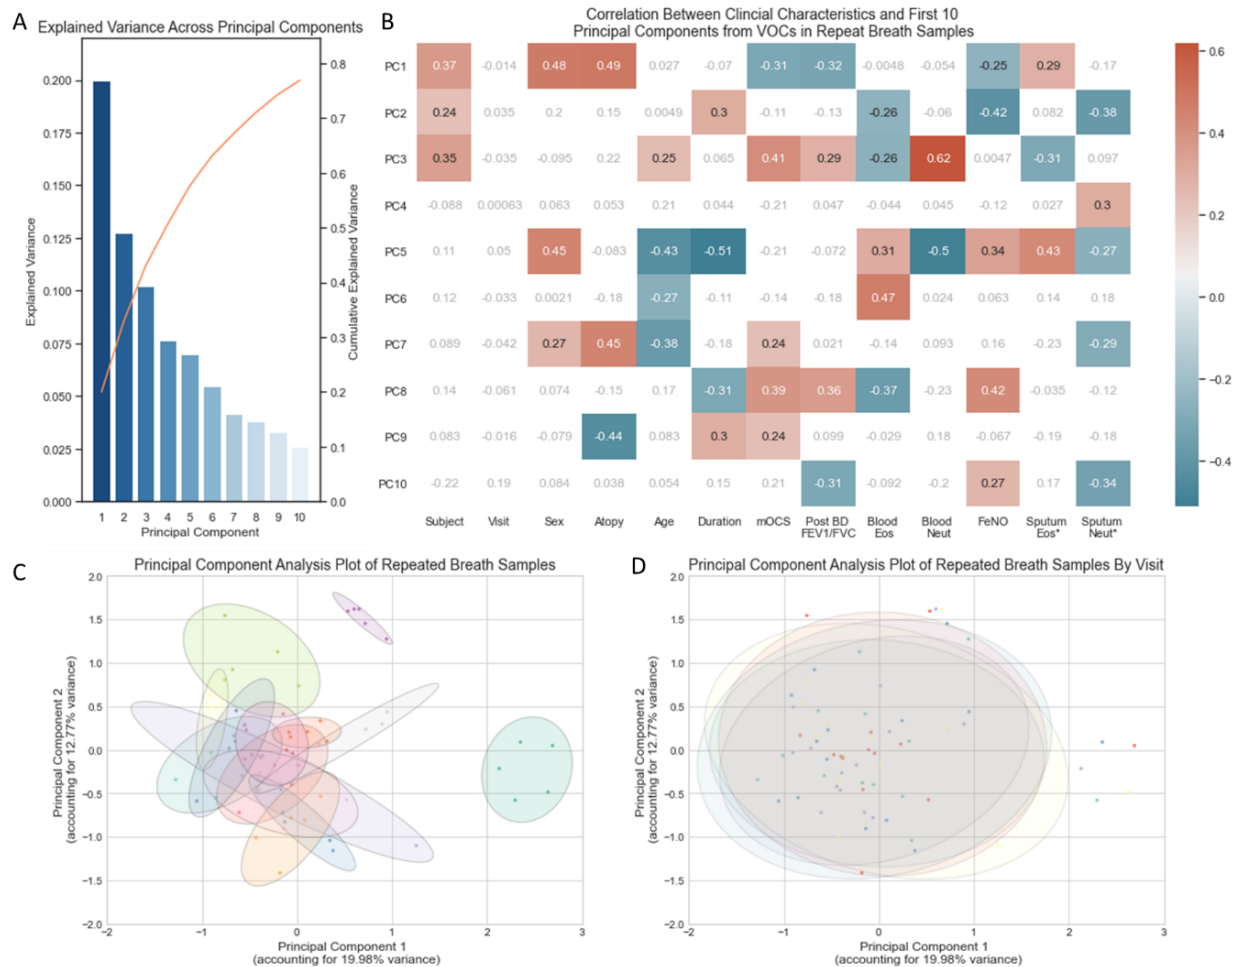 A
Explained Variance Across Principal Components
0.200
0.175
0.150
0.125
0.100
0.075
0.050
0.025
0.000
Explained Variance
0.8
0.7
0.6
0.5
0.4
0.3
0.2
0.1
0.0
Cumulative Explained Variance
1 2 3 4 5 6 7 8 9 10
Principal Component
B
Correlation Between Clincial Characteristics and First 10
Principal Components from VOCs in Repeat Breath Samples
PC1 0.37 -0.014 0.48 0.49 0.027 -0.07 -0.31 -0.32 -0.0048 -0.054 -0.25 0.29 -0.17
PC2 0.24 0.035 0.2 0.15 0.0049 0.3 -0.11 -0.13 -0.26 -0.06 -0.42 0.082 -0.38
PC3 0.35 -0.035 -0.095 0.22 0.25 0.065 0.41 0.29 -0.26 0.62 0.0047 -0.31 0.097
PC4 -0.088 0.00063 0.063 0.053 0.21 0.044 -0.21 0.047 -0.044 0.045 -0.12 0.027 0.3
PC5 0.11 0.05 0.45 -0.083 -0.43 -0.51 -0.21 -0.072 0.31 -0.5 0.34 0.43 -0.27
PC6 0.12 -0.033 0.0021 -0.18 -0.27 -0.11 -0.14 -0.18 0.47 0.024 0.063 0.14 0.18
PC7 0.089 -0.042 0.27 0.45 -0.38 -0.18 0.24 0.021 -0.14 0.093 0.16 -0.23 -0.29
PC8 0.14 -0.061 0.074 -0.15 0.17 -0.31 0.39 0.36 -0.37 -0.23 0.42 -0.035 -0.12
PC9 0.083 -0.016 -0.079 -0.44 0.083 0.3 0.24 0.099 -0.029 0.18 -0.067 -0.19 -0.18
PC10 -0.22 0.19 0.084 0.038 0.054 0.15 0.21 -0.31 -0.092 -0.2 0.27 0.17 -0.34
Subject Visit Sex Atopy Age Duration mOCS Post BD Blood Blood FeNO Sputum Sputum
FEV1/FVC Eos Neut Eos* Neut*
0.6
0.4
0.2
0.0
−0.2
−0.4
C
Principal Component Analysis Plot of Repeated Breath Samples
2.0
1.5
1.0
0.5
0.0
−0.5
−1.0
−1.5
−2.0
Principal Component 2
(accounting for 12.77% variance)
−2 −1 0 1 2 3
Principal Component 1
(accounting for 19.98% variance)
D
Principal Component Analysis Plot of Repeated Breath Samples By Visit
2.0
1.5
1.0
0.5
0.0
−0.5
−1.0
−1.5
−2.0
Principal Component 2
(accounting for 12.77% variance)
−2 −1 0 1 2 3
Principal Component 1
(accounting for 19.98% variance)